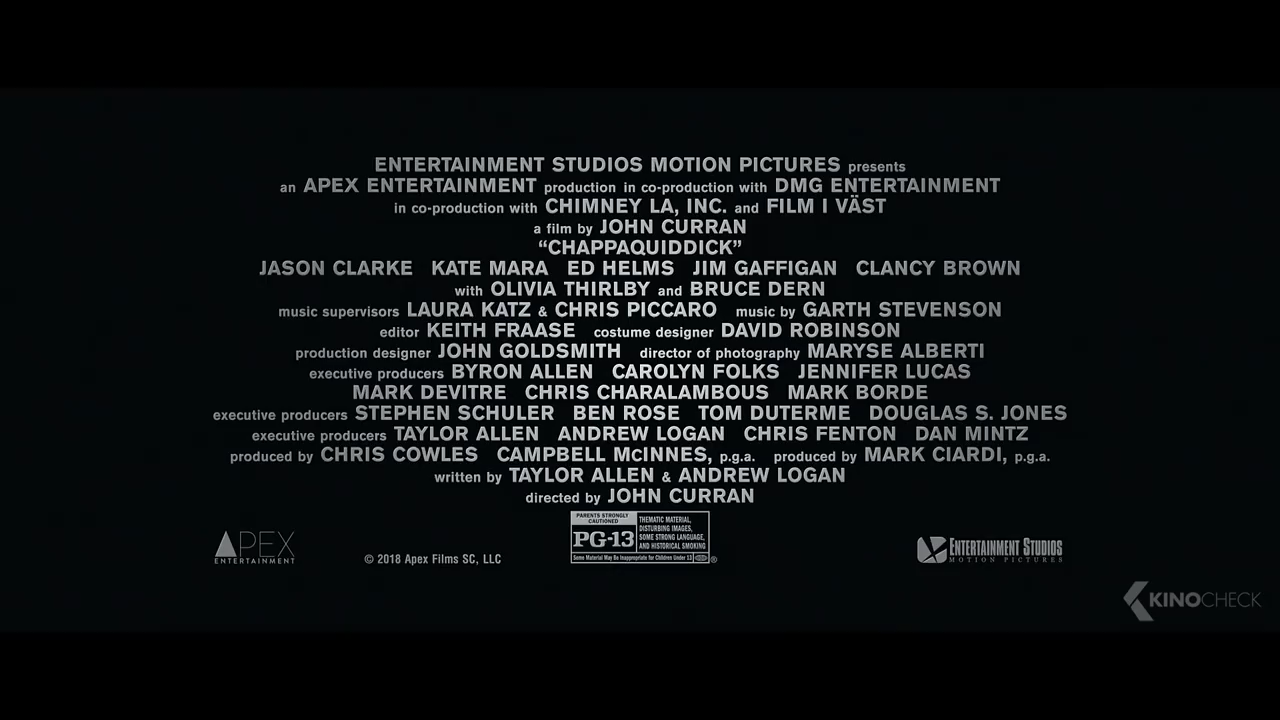 ENTERTAINMENT STUDIOS MOTION PICTURES presents
an APEX ENTERTAINMENT production in co-production with DMG ENTERTAINMENT
in co-production with CHIMNEY LA, INC. and FILM I VÄST
a film by JOHN CURRAN
“CHAPPAQUIDDICK”
JASON CLARKE KATE MARA ED HELMS JIM GAFFIGAN CLANCY BROWN
with OLIVIA THIRLBY and BRUCE DERN
music supervisors LAURA KATZ & CHRIS PICCARO music by GARTH STEVENSON
editor KEITH FRAASE costume designer DAVID ROBINSON
production designer JOHN GOLDSMITH director of photography MARYSE ALBERTI
executive producers BYRON ALLEN CAROLYN FOLKS JENNIFER LUCAS
MARK DEVITRE CHRIS CHARALAMBOUS MARK BORDE
executive producers STEPHEN SCHULER BEN ROSE TOM DUTERME DOUGLAS S. JONES
executive producers TAYLOR ALLEN ANDREW LOGAN CHRIS FENTON DAN MINTZ
produced by CHRIS COWLES CAMPBELL McINNES, p.g.a. produced by MARK CIARDI, p.g.a.
written by TAYLOR ALLEN & ANDREW LOGAN
directed by JOHN CURRAN
PARENTS STRONGLY CAUTIONED
PG-13
THEMATIC MATERIAL,
DISTURBING IMAGES,
SOME STRONG LANGUAGE,
AND HISTORICAL SMOKING
Some Material May Be Inappropriate for Children Under 13
®
APEX
ENTERTAINMENT
© 2018 Apex Films SC, LLC
ENTERTAINMENT STUDIOS
MOTION PICTURES
KINOCHECK